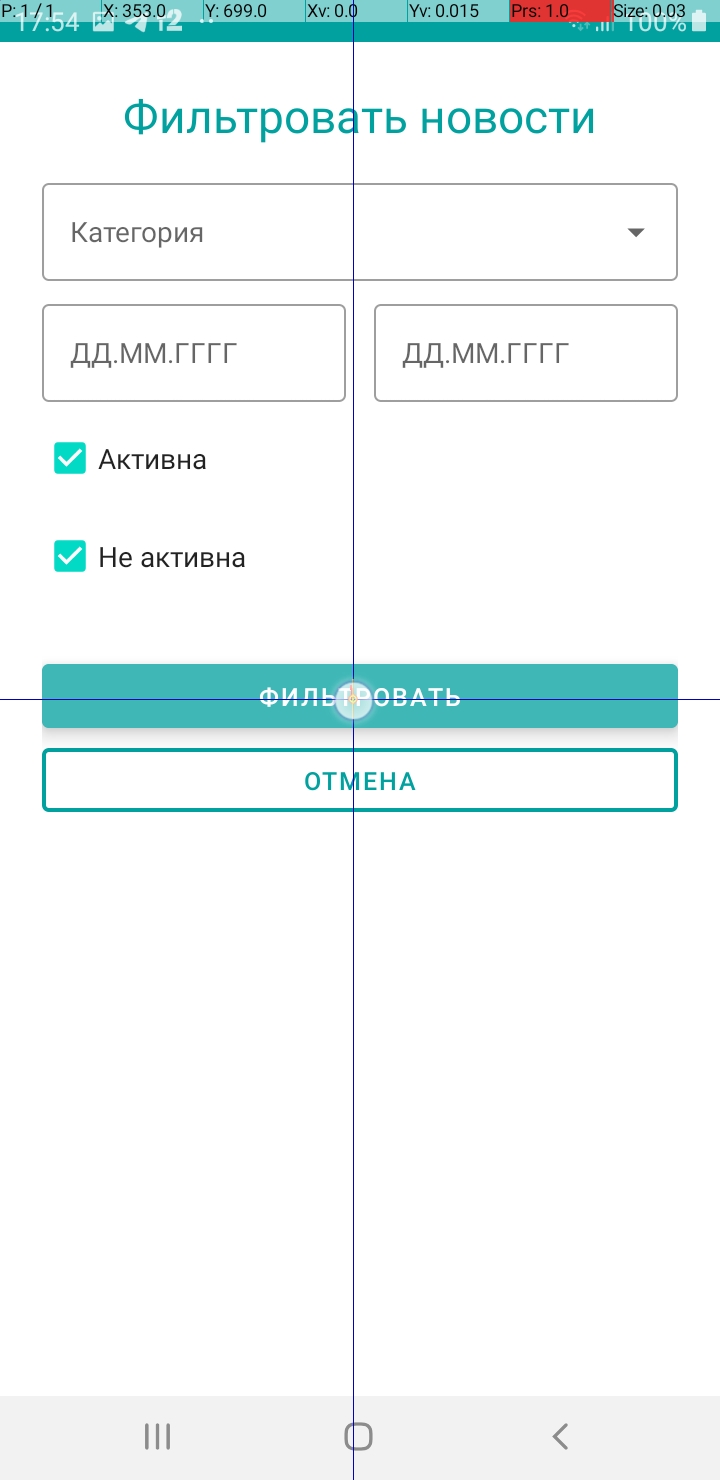 P: 1 / 1 X: 353.0 Y: 699.0 Xv: 0.0 Yv: 0.015 Prs: 1.0 Size: 0.03
17:54 12 100%
Фильтровать новости
Категория
ДД.ММ.ГГГГ ДД.ММ.ГГГГ
Активна
Не активна
ФИЛЬТРОВАТЬ
ОТМЕНА